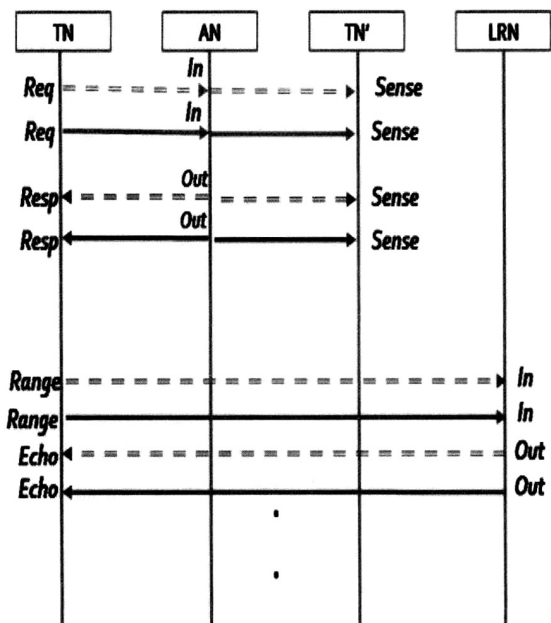 TN AN TN' LRN
In
Req Sense
In
Req Sense
Out
Resp Sense
Out
Resp Sense
Range In
Range In
Echo Out
Echo Out